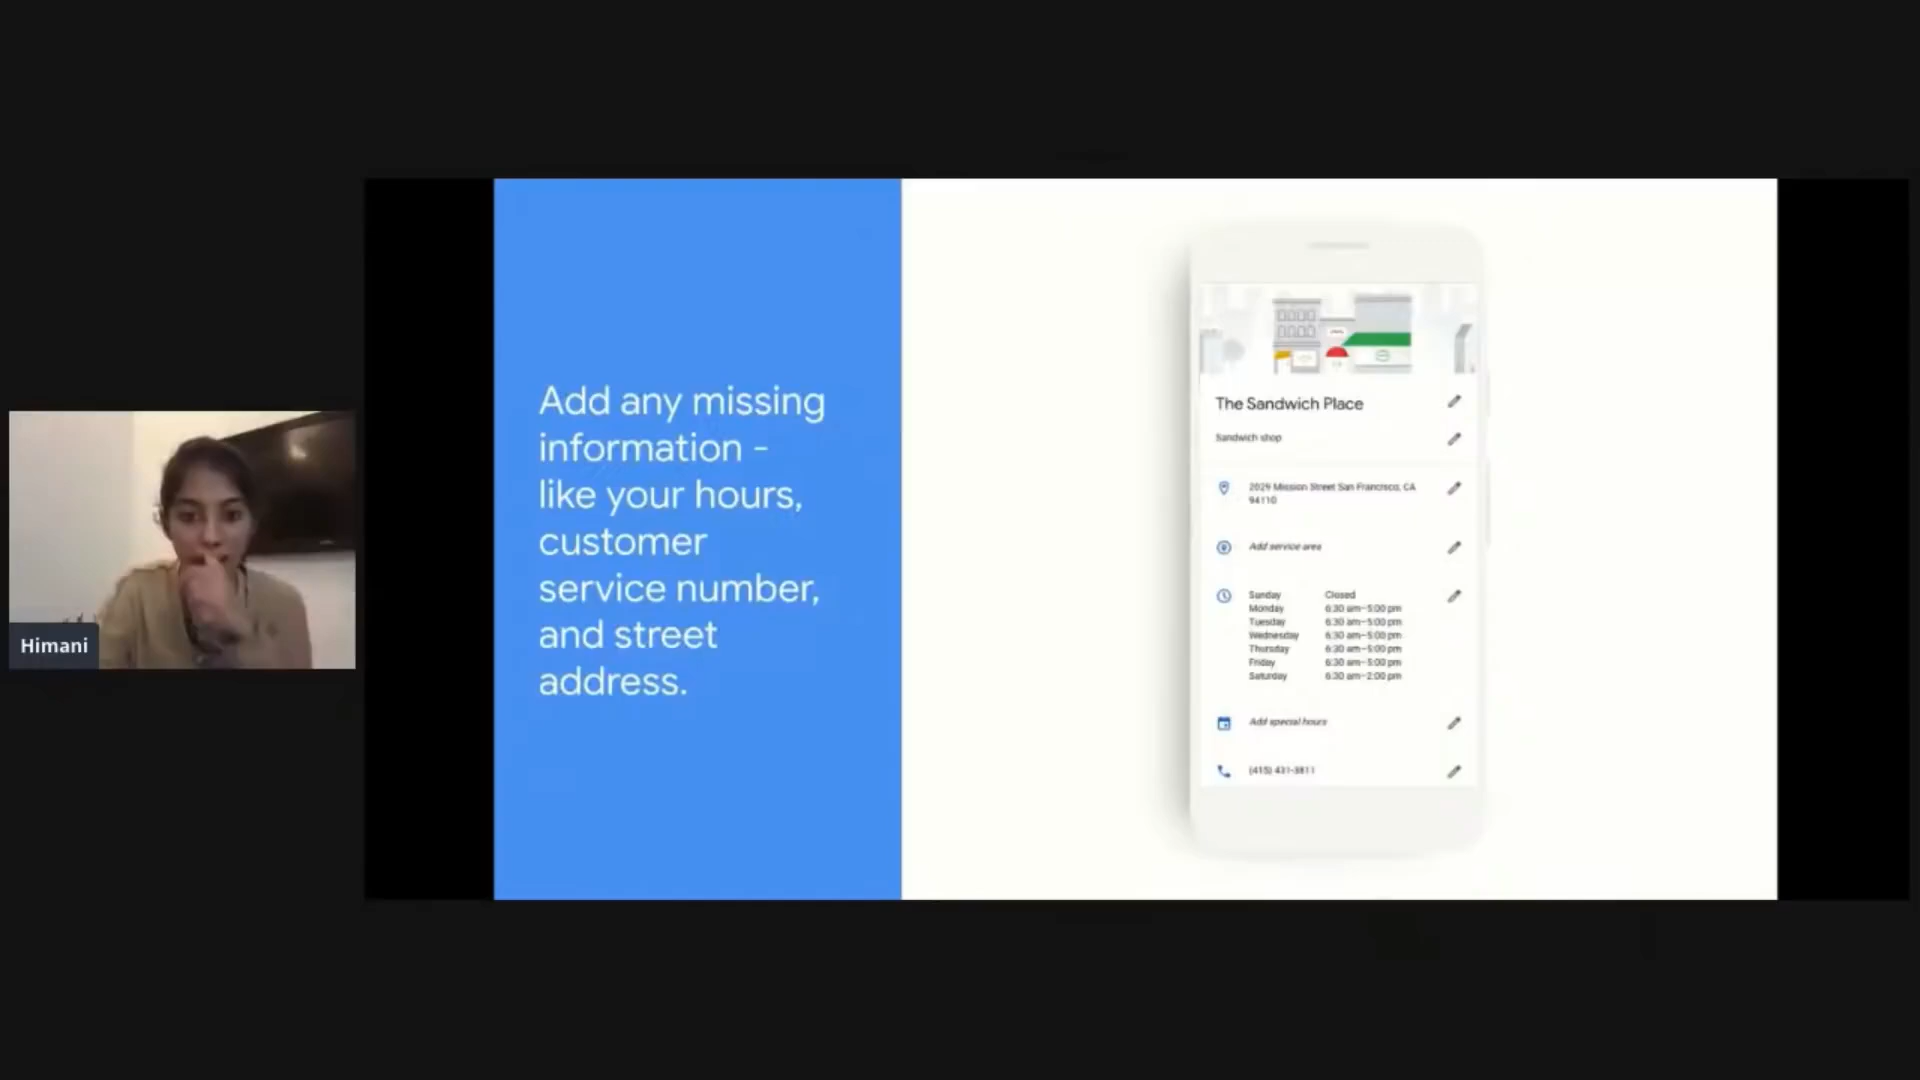 Himani
Add any missing
information -
like your hours,
customer
service number,
and street
address.
The Sandwich Place
Sandwich shop
2029 Mission Street San Francisco, CA
94110
Add service area
Sunday Closed
Monday 6:30 am–5:00 pm
Tuesday 6:30 am–5:00 pm
Wednesday 6:30 am–5:00 pm
Thursday 6:30 am–5:00 pm
Friday 6:30 am–5:00 pm
Saturday 6:30 am–2:00 pm
Add special hours
(415) 431-3811